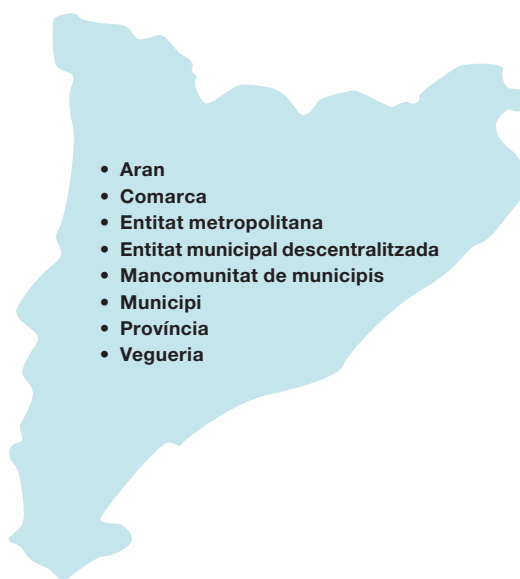 • Aran
• Comarca
• Entitat metropolitana
• Entitat municipal descentralitzada
• Mancomunitat de municipis
• Municipi
• Província
• Vegueria